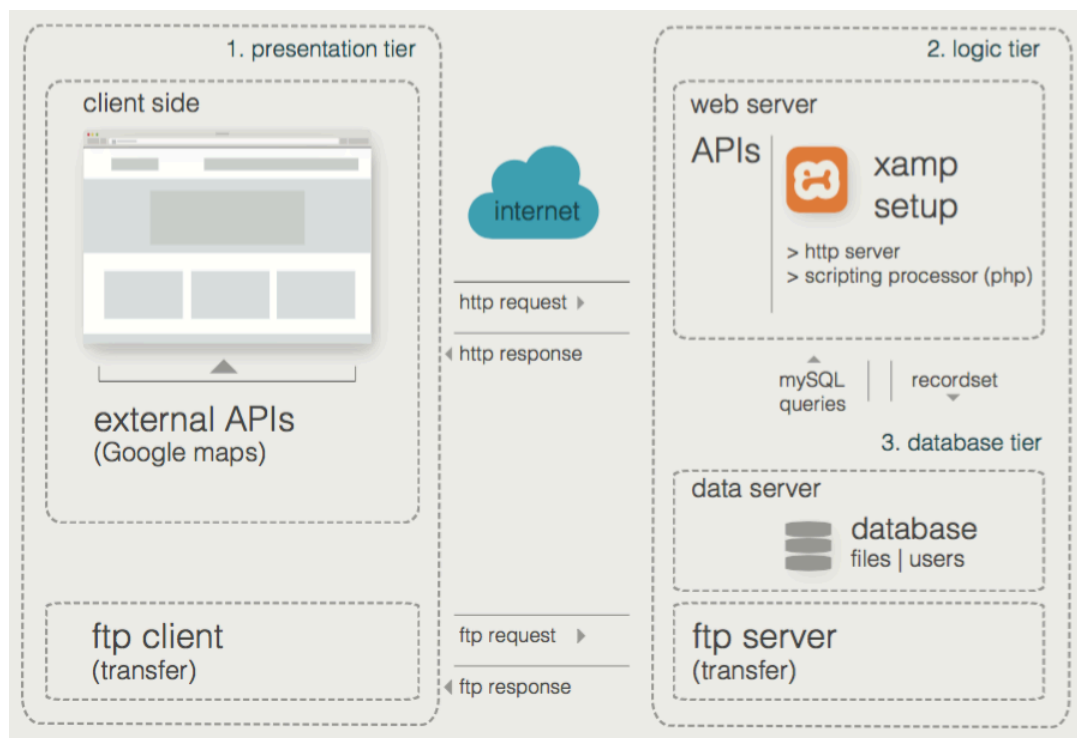 1. presentation tier
client side
external APIs
(Google maps)
ftp client
(transfer)
internet
http request
http response
ftp request
ftp response
2. logic tier
web server
APIs
xamp
setup
> http server
> scripting processor (php)
mySQL
queries
recordset
3. database tier
data server
database
files | users
ftp server
(transfer)